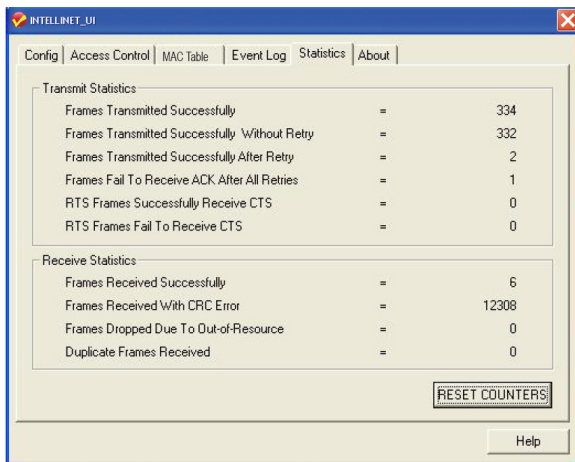 INTELLINET_UI
Config Access Control MAC Table Event Log Statistics About
Transmit Statistics
Frames Transmitted Successfully = 334
Frames Transmitted Successfully Without Retry = 332
Frames Transmitted Successfully After Retry = 2
Frames Fail To Receive ACK After All Retries = 1
RTS Frames Successfully Receive CTS = 0
RTS Frames Fail To Receive CTS = 0
Receive Statistics
Frames Received Successfully = 6
Frames Received With CRC Error = 12308
Frames Dropped Due To Out-of-Resource = 0
Duplicate Frames Received = 0
RESET COUNTERS
Help